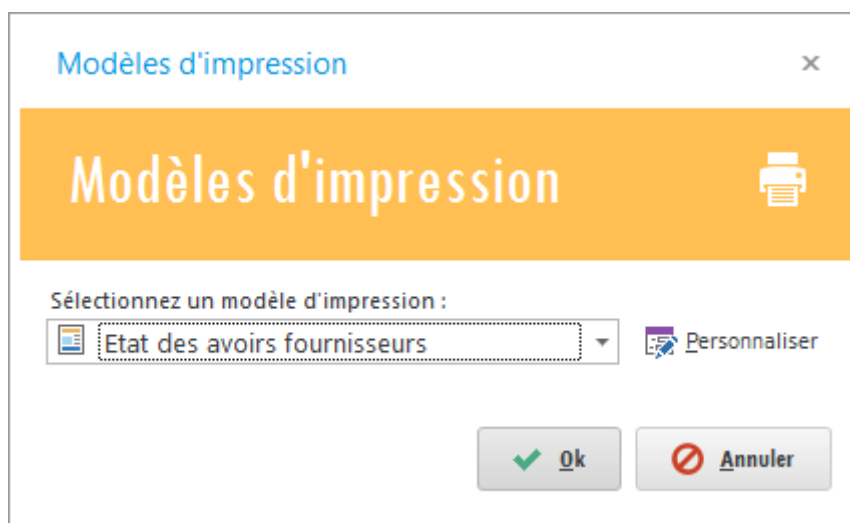 Modèles d'impression
Modèles d'impression
Sélectionnez un modèle d'impression :
Etat des avoirs fournisseurs
Personnaliser
Ok
Annuler